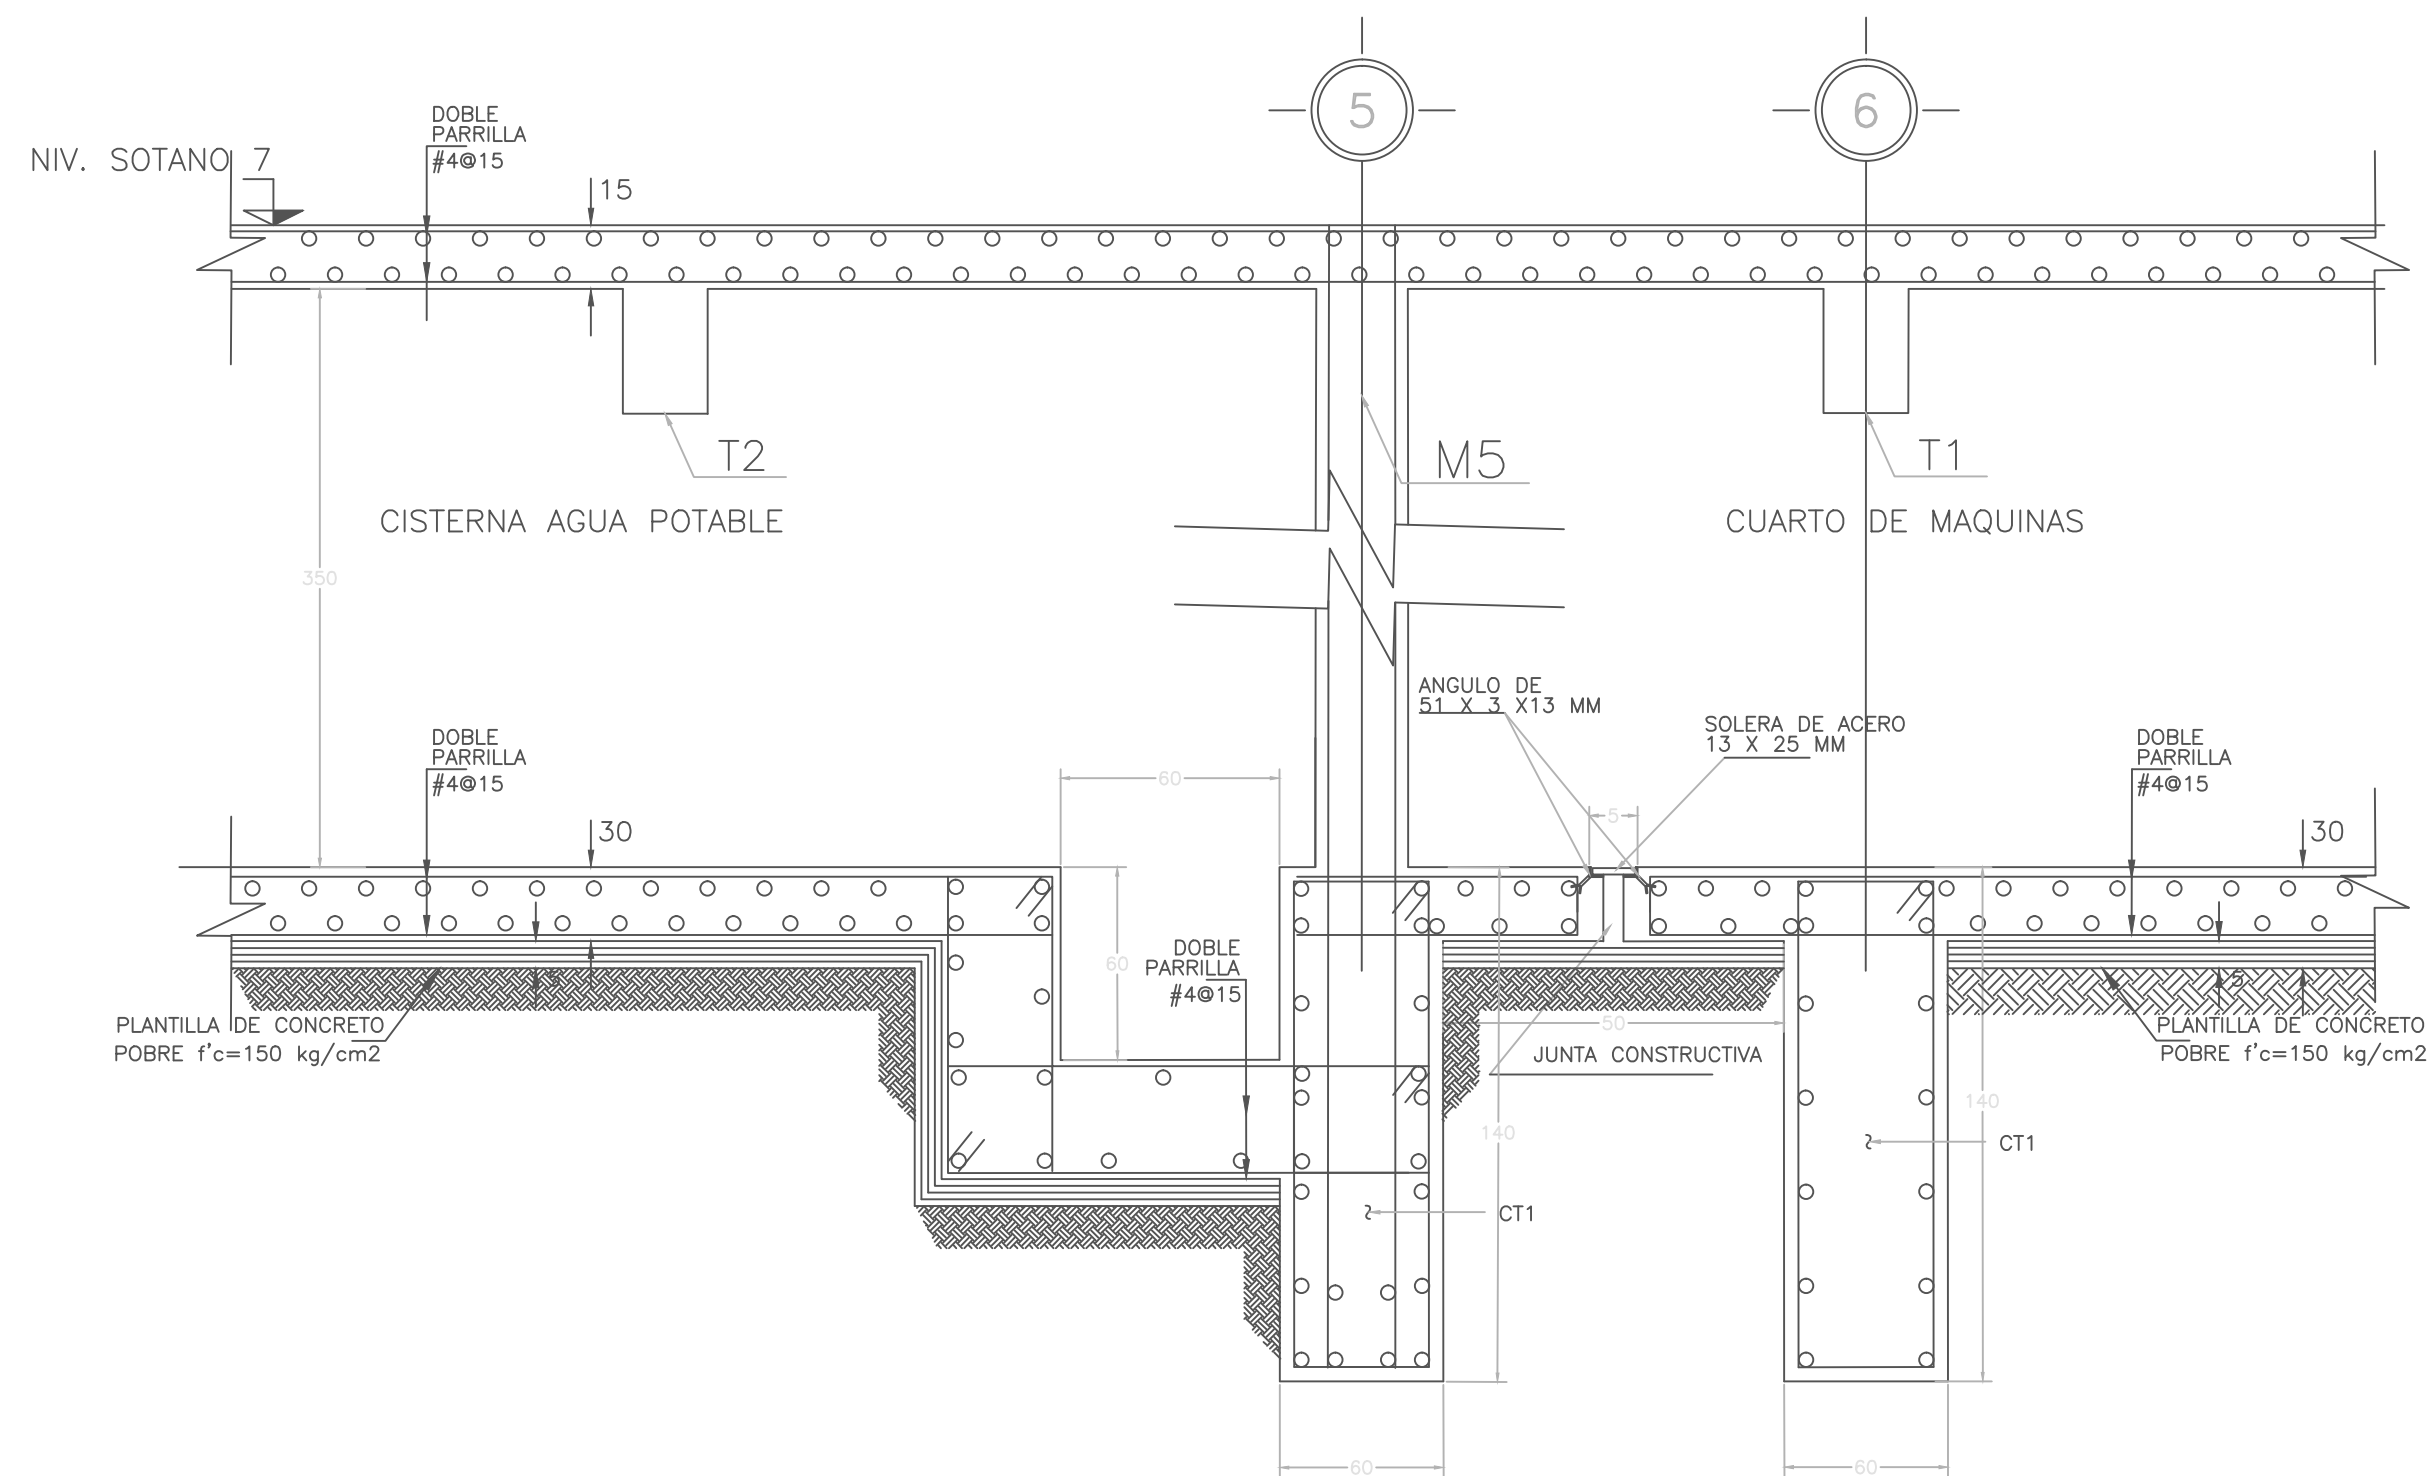 5
6
DOBLE
PARRILLA
#4@15
NIV. SOTANO 7
15
T2
M5
T1
CISTERNA AGUA POTABLE
CUARTO DE MAQUINAS
350
ANGULO DE
51 X 3 X13 MM
SOLERA DE ACERO
13 X 25 MM
DOBLE
PARRILLA
#4@15
DOBLE
PARRILLA
#4@15
60
5
30
30
DOBLE
PARRILLA
#4@15
60
5
5
PLANTILLA DE CONCRETO
POBRE f'c=150 kg/cm2
50
PLANTILLA DE CONCRETO
POBRE f'c=150 kg/cm2
JUNTA CONSTRUCTIVA
140
140
CT1
CT1
60
60